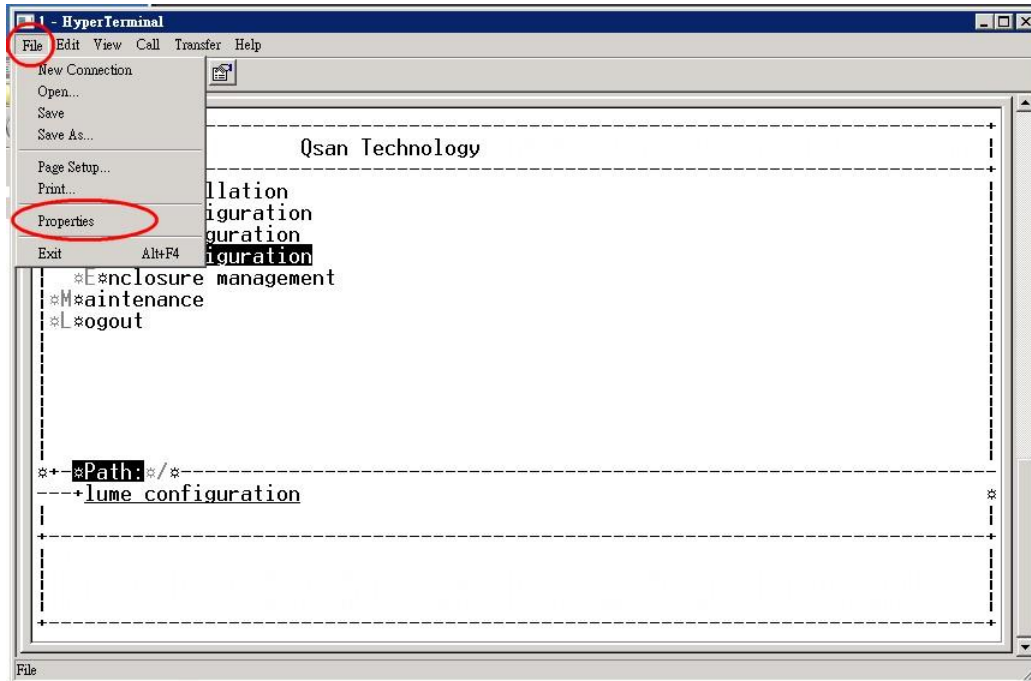 1 - HyperTerminal
File Edit View Call Transfer Help
New Connection
Open...
Save
Save As...
Page Setup...
Print...
Properties
Exit Alt+F4
Qsan Technology
llation
iguration
guration
iguration
¤E¤nclosure management
¤M¤aintenance
¤L¤ogout
¤+-¤Path:¤/¤
---+lume configuration ¤
File